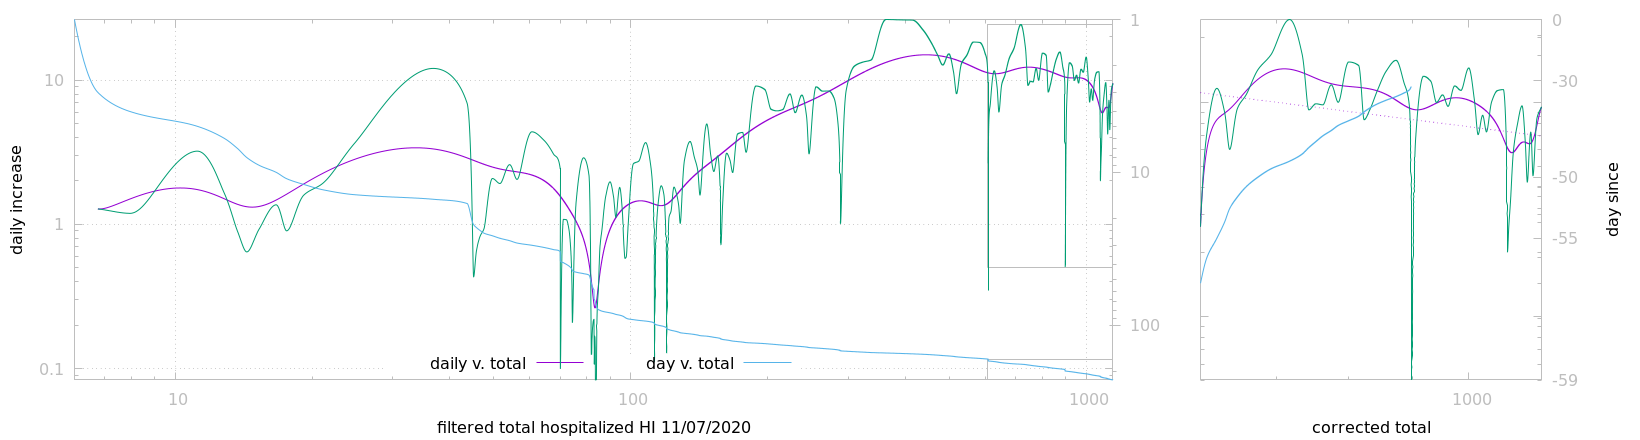 daily increase
10
1
0.1
daily v. total
day v. total
10
100
1000
filtered total hospitalized HI 11/07/2020
1
10
100
0
-30
-50
-55
-59
day since
1000
corrected total